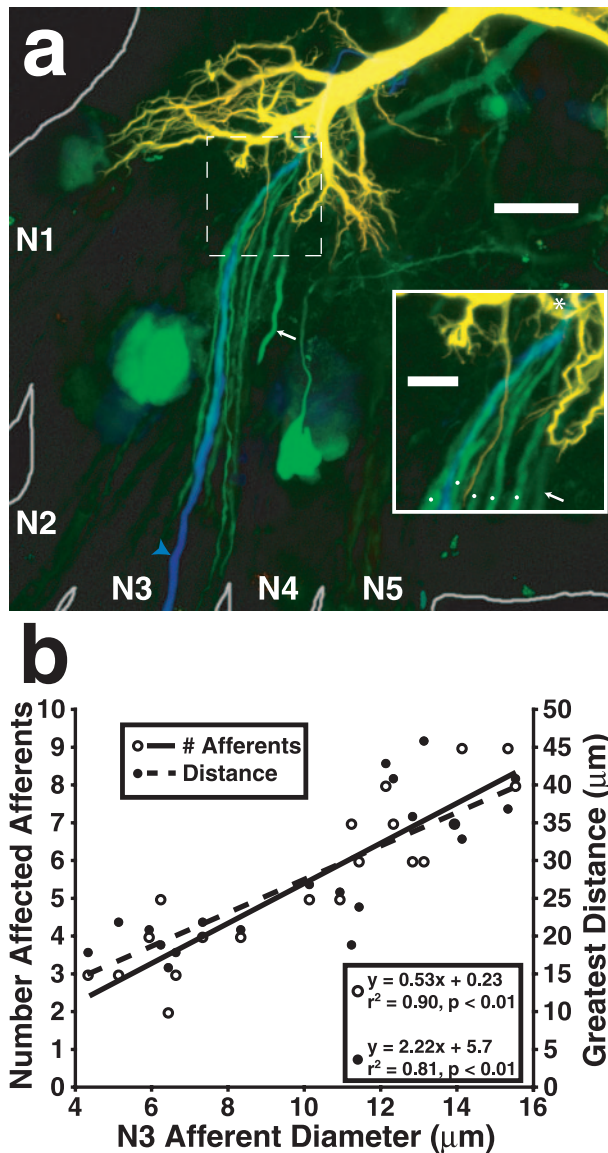 a
N1
*
N2
N3
N4
N5
b
10
9
8
7
6
5
4
3
2
1
0
Number Affected Afferents
# Afferents
Distance
y = 0.53x + 0.23
r² = 0.90, p < 0.01
y = 2.22x + 5.7
r² = 0.81, p < 0.01
50
45
40
35
30
25
20
15
10
5
0
Greatest Distance (μm)
4 6 8 10 12 14 16
N3 Afferent Diameter (μm)